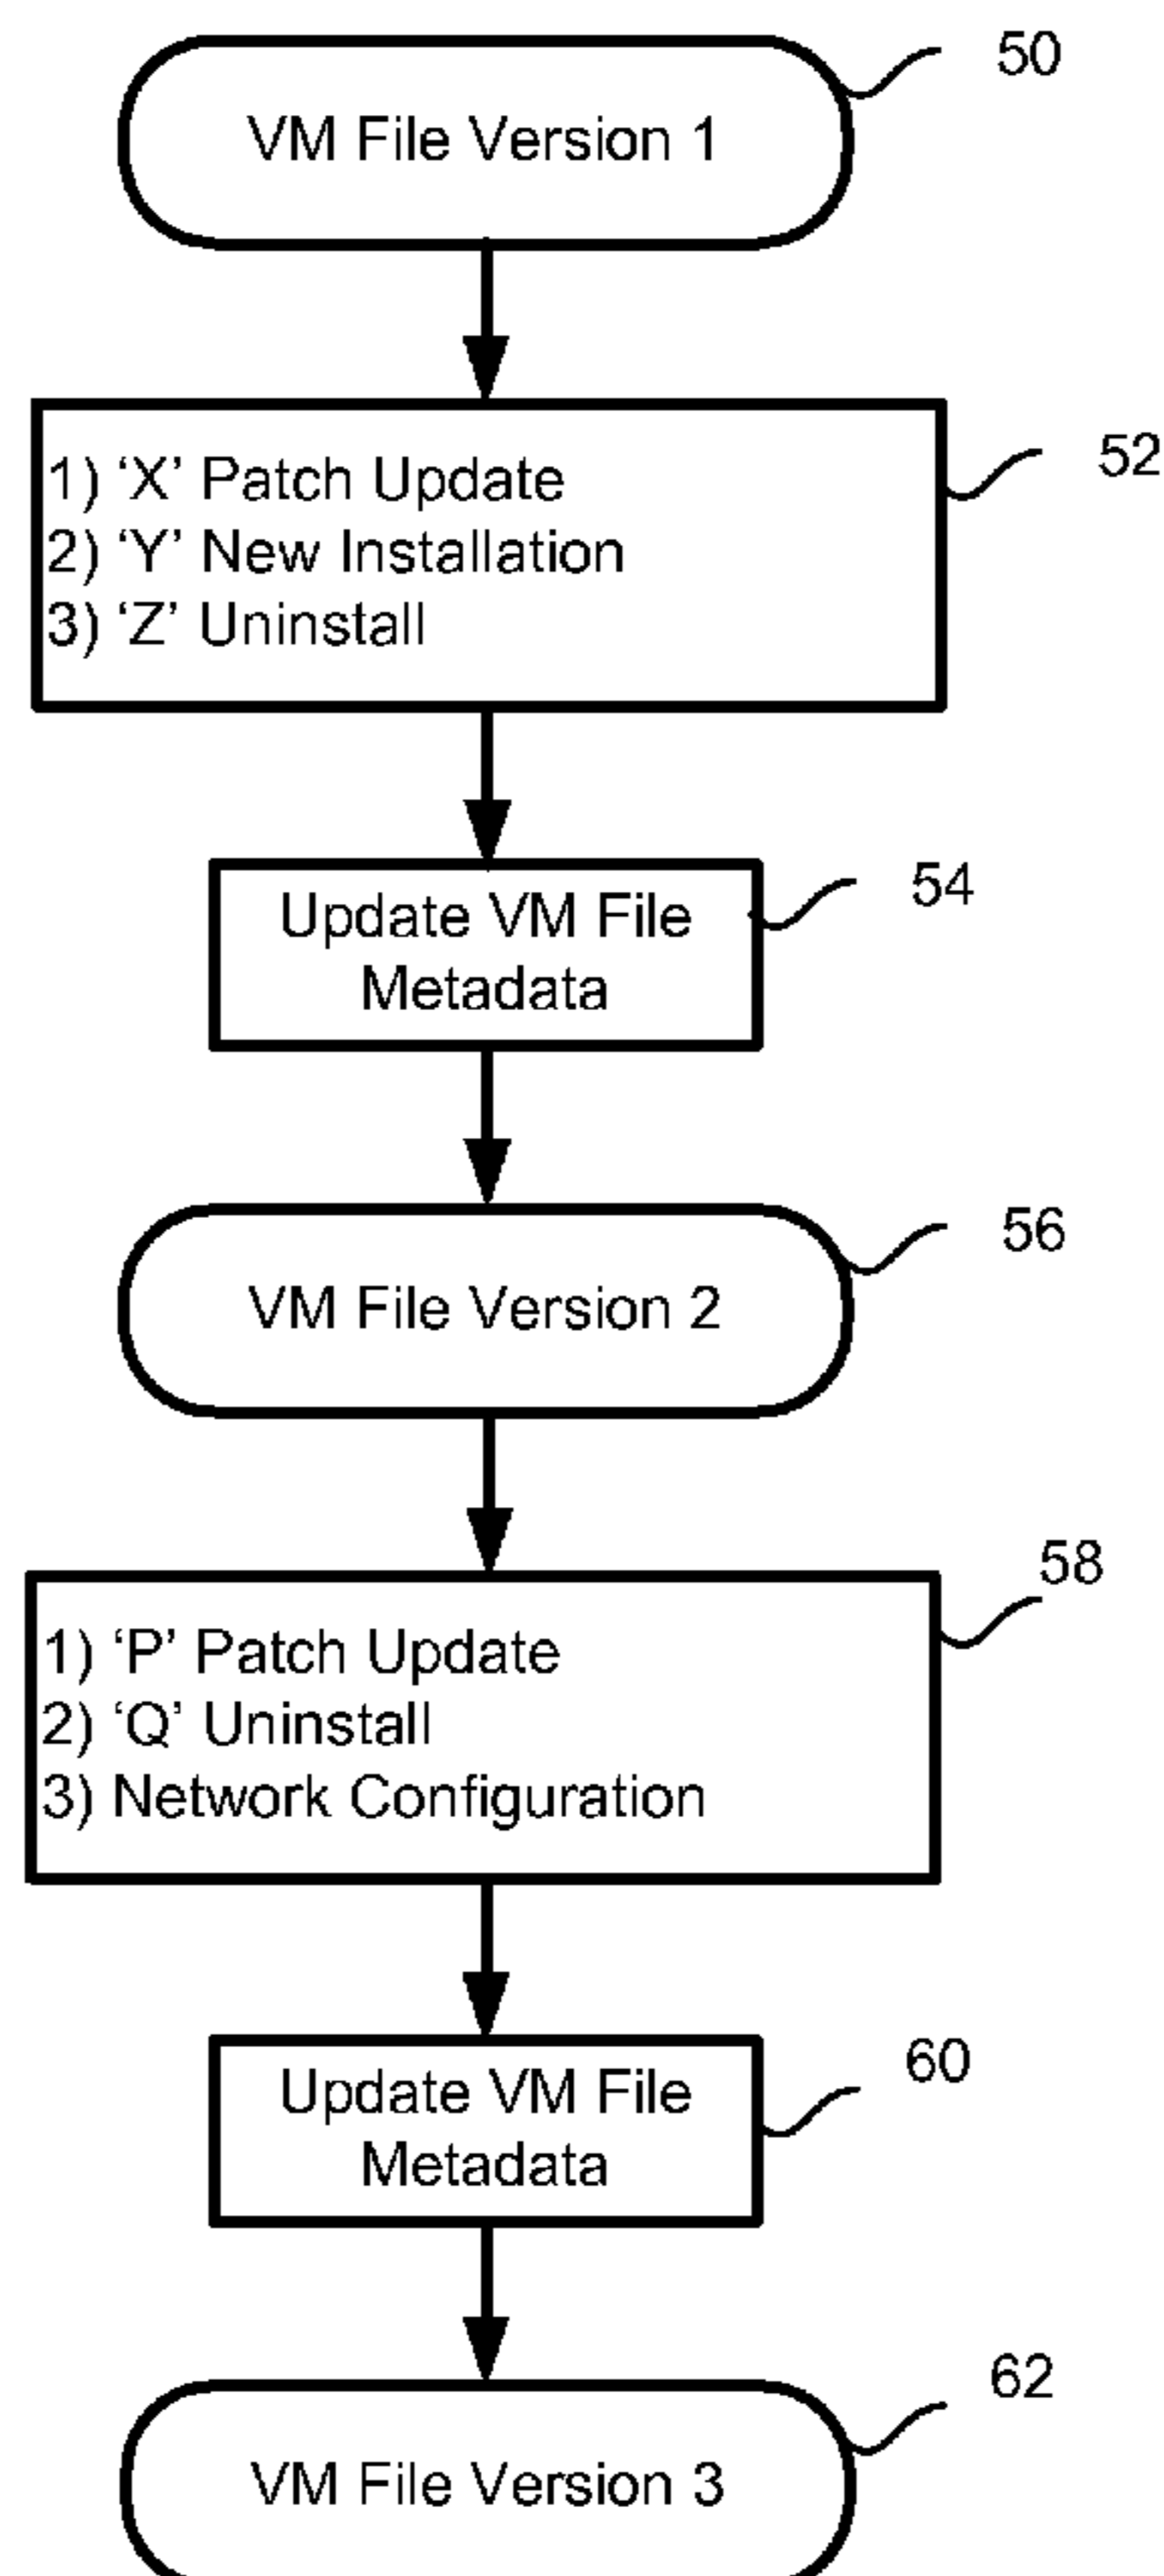 50
VM File Version 1
52
1) ‘X’ Patch Update
2) ‘Y’ New Installation
3) ‘Z’ Uninstall
54
Update VM File
Metadata
56
VM File Version 2
58
1) ‘P’ Patch Update
2) ‘Q’ Uninstall
3) Network Configuration
60
Update VM File
Metadata
62
VM File Version 3